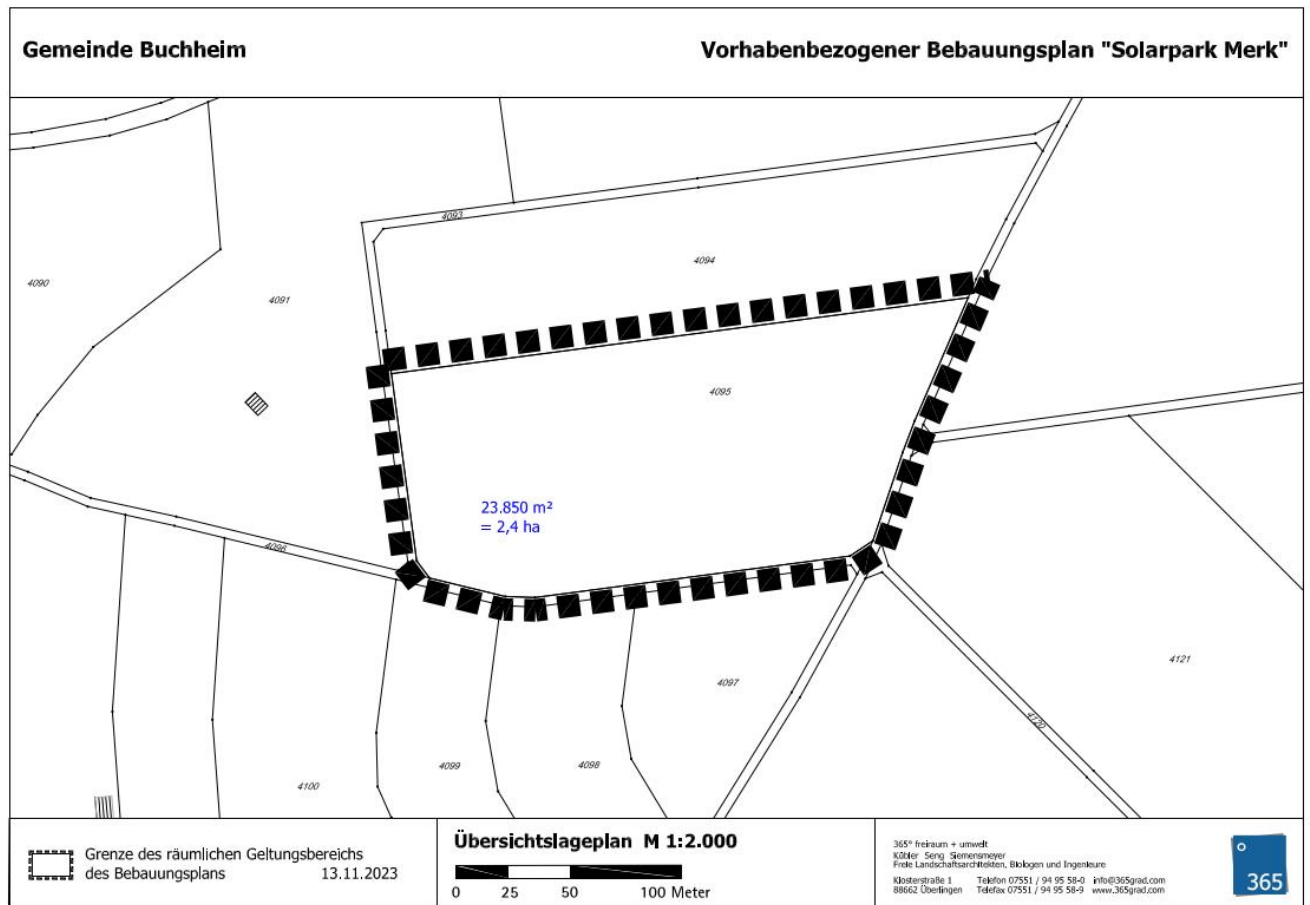 Gemeinde Buchheim
Vorhabenbezogener Bebauungsplan "Solarpark Merk"
4093
4094
4090
4091
4095
23.850 m²
= 2,4 ha
4096
4097
4121
4120
4098
4099
4100
Grenze des räumlichen Geltungsbereichs
des Bebauungsplans 13.11.2023
Übersichtslageplan M 1:2.000
0 25 50 100 Meter
365° freiraum + umwelt
Kübler Seng Siemensmeyer
Freie Landschaftsarchitekten, Biologen und Ingenieure
Klosterstraße 1 Telefon 07551 / 94 95 58-0 info@365grad.com
88662 Überlingen Telefax 07551 / 94 95 58-9 www.365grad.com
365